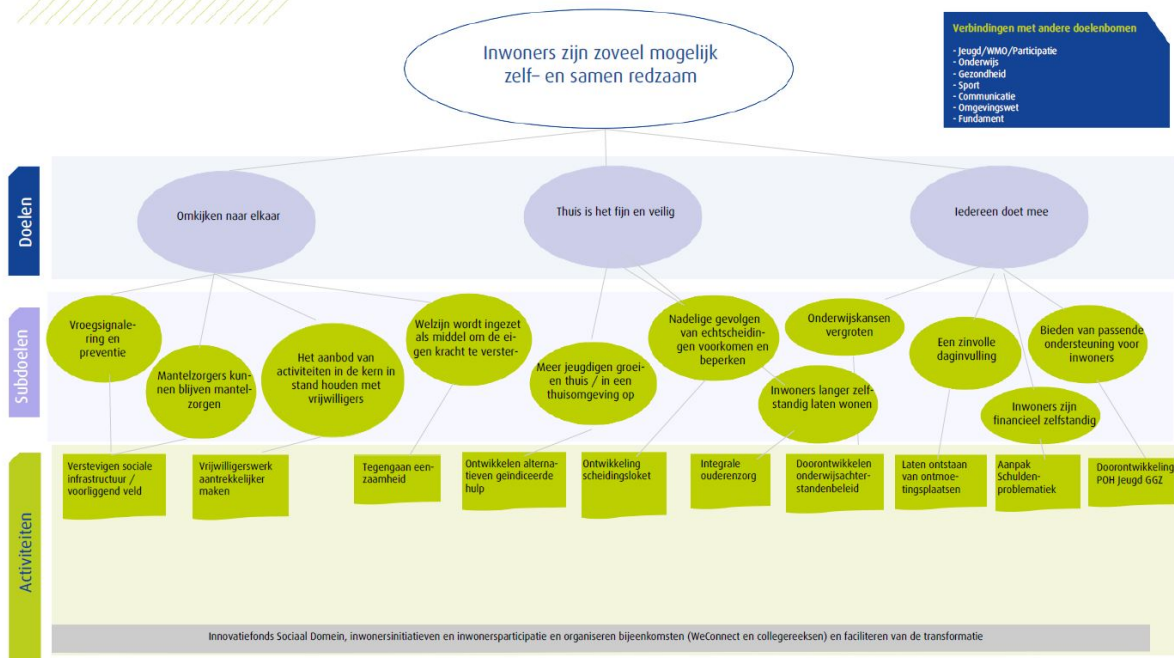 Inwoners zijn zoveel mogelijk
zelf- en samen redzaam
Verbindingen met andere doelenbomen
- Jeugd/WMO/Participatie
- Onderwijs
- Gezondheid
- Sport
- Communicatie
- Omgevingswet
- Fundament
Doelen
Omkijken naar elkaar
Thuis is het fijn en veilig
Iedereen doet mee
Subdoelen
Vroegsignale-
ring en
preventie
Mantelzorgers kun-
nen blijven mantel-
zorgen
Het aanbod van
activiteiten in de kern in
stand houden met
vrijwilligers
Welzijn wordt ingezet
als middel om de ei-
gen kracht te verster-
Meer jeugdigen groei-
en thuis / in een
thuisomgeving op
Nadelige gevolgen
van echtscheidin-
gen voorkomen en
beperken
Inwoners langer zelf-
standig laten wonen
Onderwijskansen
vergroten
Een zinvolle
daginvulling
Inwoners zijn
financieel zelfstandig
Bieden van passende
ondersteuning voor
inwoners
Activiteiten
Verstevigen sociale
infrastructuur /
voorliggend veld
Vrijwilligerswerk
aantrekkelijker
maken
Tegengaan een-
zaamheid
Ontwikkelen alterna-
tieven geïndiceerde
hulp
Ontwikkeling
scheidingsloket
Integrale
ouderenzorg
Doorontwikkelen
onderwijsachter-
standenbeleid
Laten ontstaan
van ontmoe-
tingsplaatsen
Aanpak
Schulden-
problematiek
Doorontwikkeling
POH Jeugd GGZ
Innovatiefonds Sociaal Domein, inwonersinitiatieven en inwonersparticipatie en organiseren bijeenkomsten (WeConnect en collegereeksen) en faciliteren van de transformatie